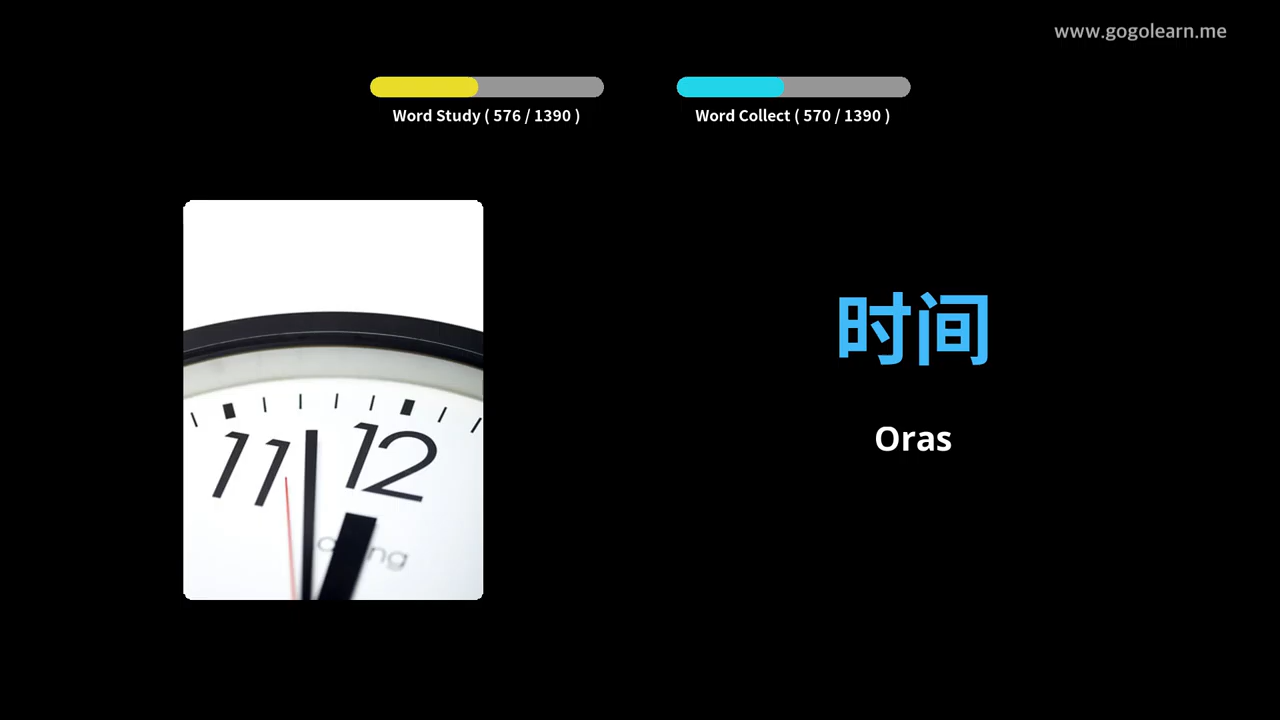 www.gogolearn.me
Word Study ( 576 / 1390 )
Word Collect ( 570 / 1390 )
11 12
时间
Oras